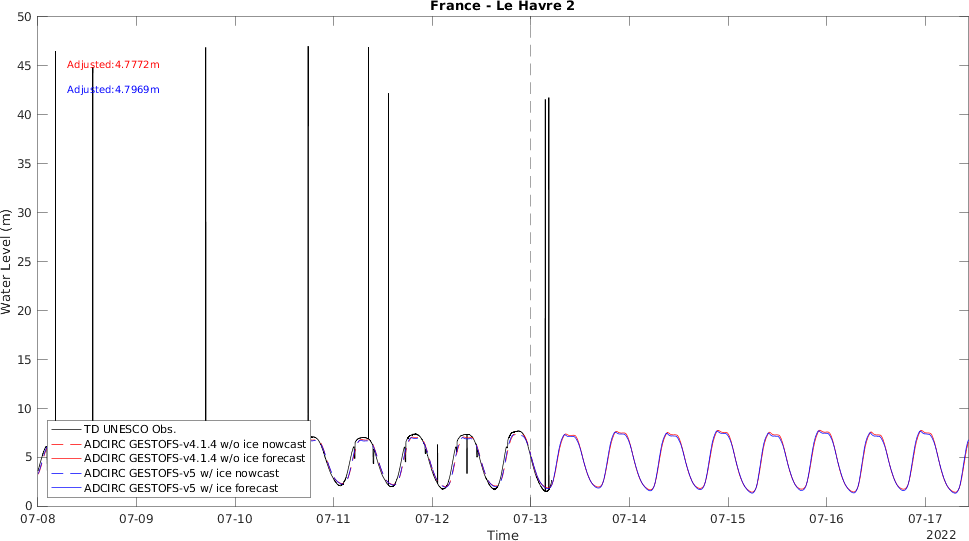 France - Le Havre 2
50
45
40
35
30
25
20
15
10
5
0
Water Level (m)
Adjusted:4.7772m
Adjusted:4.7969m
TD UNESCO Obs.
ADCIRC GESTOFS-v4.1.4 w/o ice nowcast
ADCIRC GESTOFS-v4.1.4 w/o ice forecast
ADCIRC GESTOFS-v5 w/ ice nowcast
ADCIRC GESTOFS-v5 w/ ice forecast
07-08 07-09 07-10 07-11 07-12 07-13 07-14 07-15 07-16 07-17
Time
2022